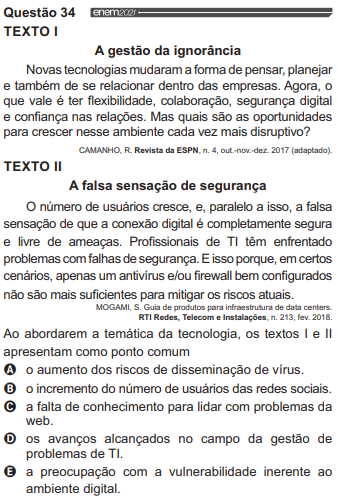 Questão 34 enem2021
TEXTO I
A gestão da ignorância
Novas tecnologias mudaram a forma de pensar, planejar
e também de se relacionar dentro das empresas. Agora, o
que vale é ter flexibilidade, colaboração, segurança digital
e confiança nas relações. Mas quais são as oportunidades
para crescer nesse ambiente cada vez mais disruptivo?
CAMANHO, R. Revista da ESPN, n. 4, out.-nov.-dez. 2017 (adaptado).
TEXTO II
A falsa sensação de segurança
O número de usuários cresce, e, paralelo a isso, a falsa
sensação de que a conexão digital é completamente segura
e livre de ameaças. Profissionais de TI têm enfrentado
problemas com falhas de segurança. E isso porque, em certos
cenários, apenas um antivírus e/ou firewall bem configurados
não são mais suficientes para mitigar os riscos atuais.
MOGAMI, S. Guia de produtos para infraestrutura de data centers.
RTI Redes, Telecom e Instalações, n. 213, fev. 2018.
Ao abordarem a temática da tecnologia, os textos I e II
apresentam como ponto comum
A o aumento dos riscos de disseminação de vírus.
B o incremento do número de usuários das redes sociais.
C a falta de conhecimento para lidar com problemas da
web.
D os avanços alcançados no campo da gestão de
problemas de TI.
E a preocupação com a vulnerabilidade inerente ao
ambiente digital.